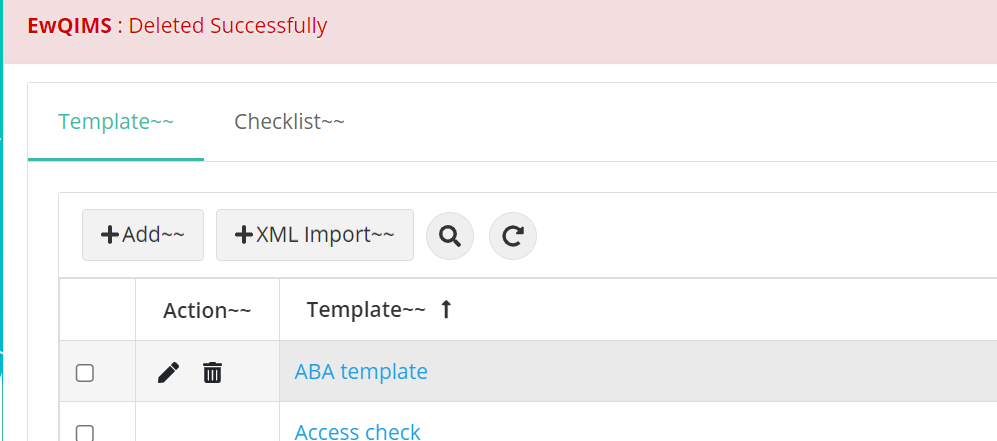 EwQIMS : Deleted Successfully
Template~~ Checklist~~
Add~~ XML Import~~
Action~~ Template~~
ABA template
Access check